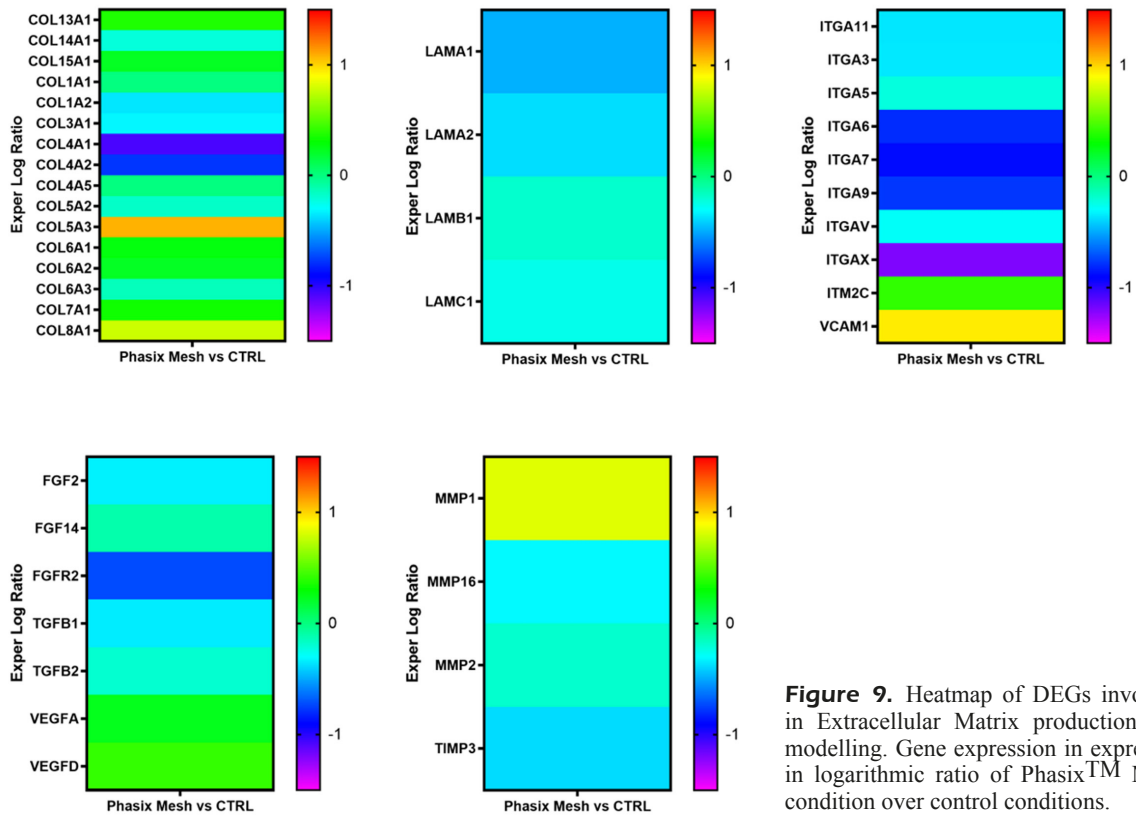 COL13A1
COL14A1
COL15A1
COL1A1
COL1A2
COL3A1
COL4A1
COL4A2
COL4A5
COL5A2
COL5A3
COL6A1
COL6A2
COL6A3
COL7A1
COL8A1
Exper Log Ratio
Phasix Mesh vs CTRL
1
0
-1
LAMA1
LAMA2
LAMB1
LAMC1
Exper Log Ratio
Phasix Mesh vs CTRL
1
0
-1
ITGA11
ITGA3
ITGA5
ITGA6
ITGA7
ITGA9
ITGAV
ITGAX
ITM2C
VCAM1
Exper Log Ratio
Phasix Mesh vs CTRL
1
0
-1
FGF2
FGF14
FGFR2
TGFB1
TGFB2
VEGFA
VEGFD
Exper Log Ratio
Phasix Mesh vs CTRL
1
0
-1
MMP1
MMP16
MMP2
TIMP3
Exper Log Ratio
Phasix Mesh vs CTRL
1
0
-1
Figure 9. Heatmap of DEGs invo
in Extracellular Matrix production
modelling. Gene expression in expre
in logarithmic ratio of Phasix™
condition over control conditions.